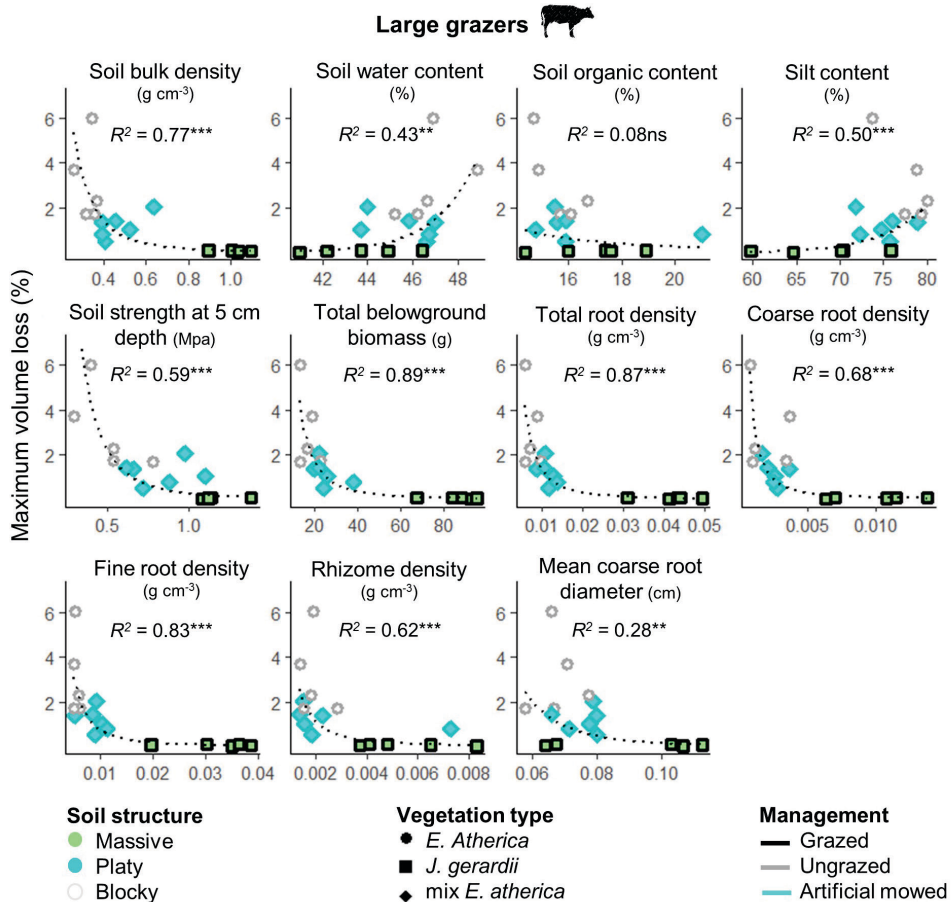 Large grazers
Soil bulk density
(g cm-3)
R2 = 0.77***
Soil water content
(%)
R2 = 0.43**
Soil organic content
(%)
R2 = 0.08ns
Silt content
(%)
R2 = 0.50***
6
4
2
0.4 0.6 0.8 1.0
42 44 46 48
16 18 20
60 65 70 75 80
Maximum volume loss (%)
Soil strength at 5 cm
depth (Mpa)
R2 = 0.59***
Total belowground
biomass (g)
R2 = 0.89***
Total root density
(g cm-3)
R2 = 0.87***
Coarse root density
(g cm-3)
R2 = 0.68***
6
4
2
0.5 1.0
20 40 60 80
0.01 0.02 0.03 0.04 0.05
0.005 0.010
Fine root density
(g cm-3)
R2 = 0.83***
Rhizome density
(g cm-3)
R2 = 0.62***
Mean coarse root
diameter (cm)
R2 = 0.28**
6
4
2
0.01 0.02 0.03 0.04
0.002 0.004 0.006 0.008
0.06 0.08 0.10
Soil structure
Massive
Platy
Blocky
Vegetation type
E. Atherica
J. gerardii
mix E. atherica
Management
Grazed
Ungrazed
Artificial mowed